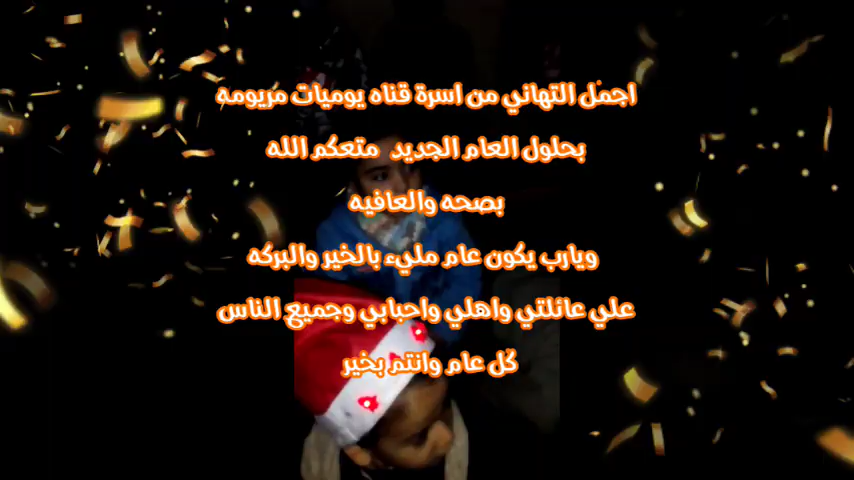 اجمل التهاني من اسرة قناه يوميات مريومه
بحلول العام الجديد متعكم الله
بصحه والعافيه
ويارب يكون عام مليء بالخير والبركه
علي عائلتي واهلي واحبابي وجميع الناس
كل عام وانتم بخير